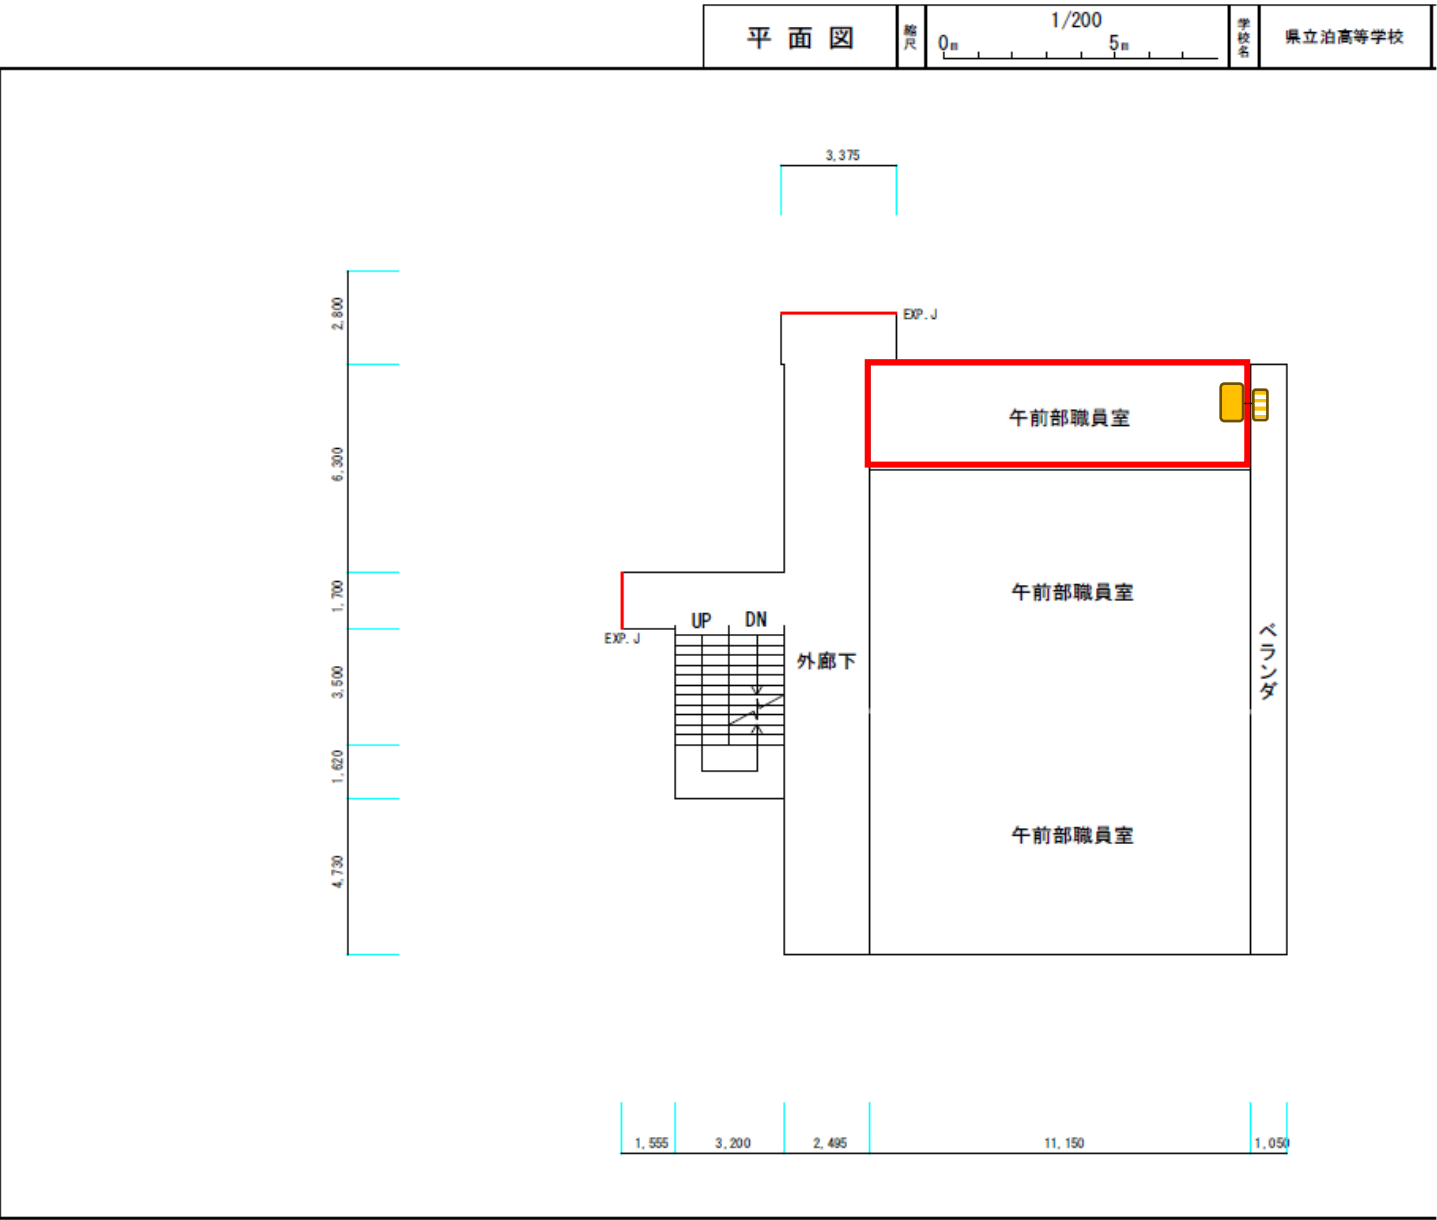 平面図
縮尺
1/200
0m 5m
学校名
県立泊高等学校
3,375
EXP.J
2,800
午前部職員室
6,300
午前部職員室
1,700
UP DN
EXP.J
外廊下
ベランダ
3,500
1,620
午前部職員室
4,730
1,555 3,200 2,495 11,150 1,050